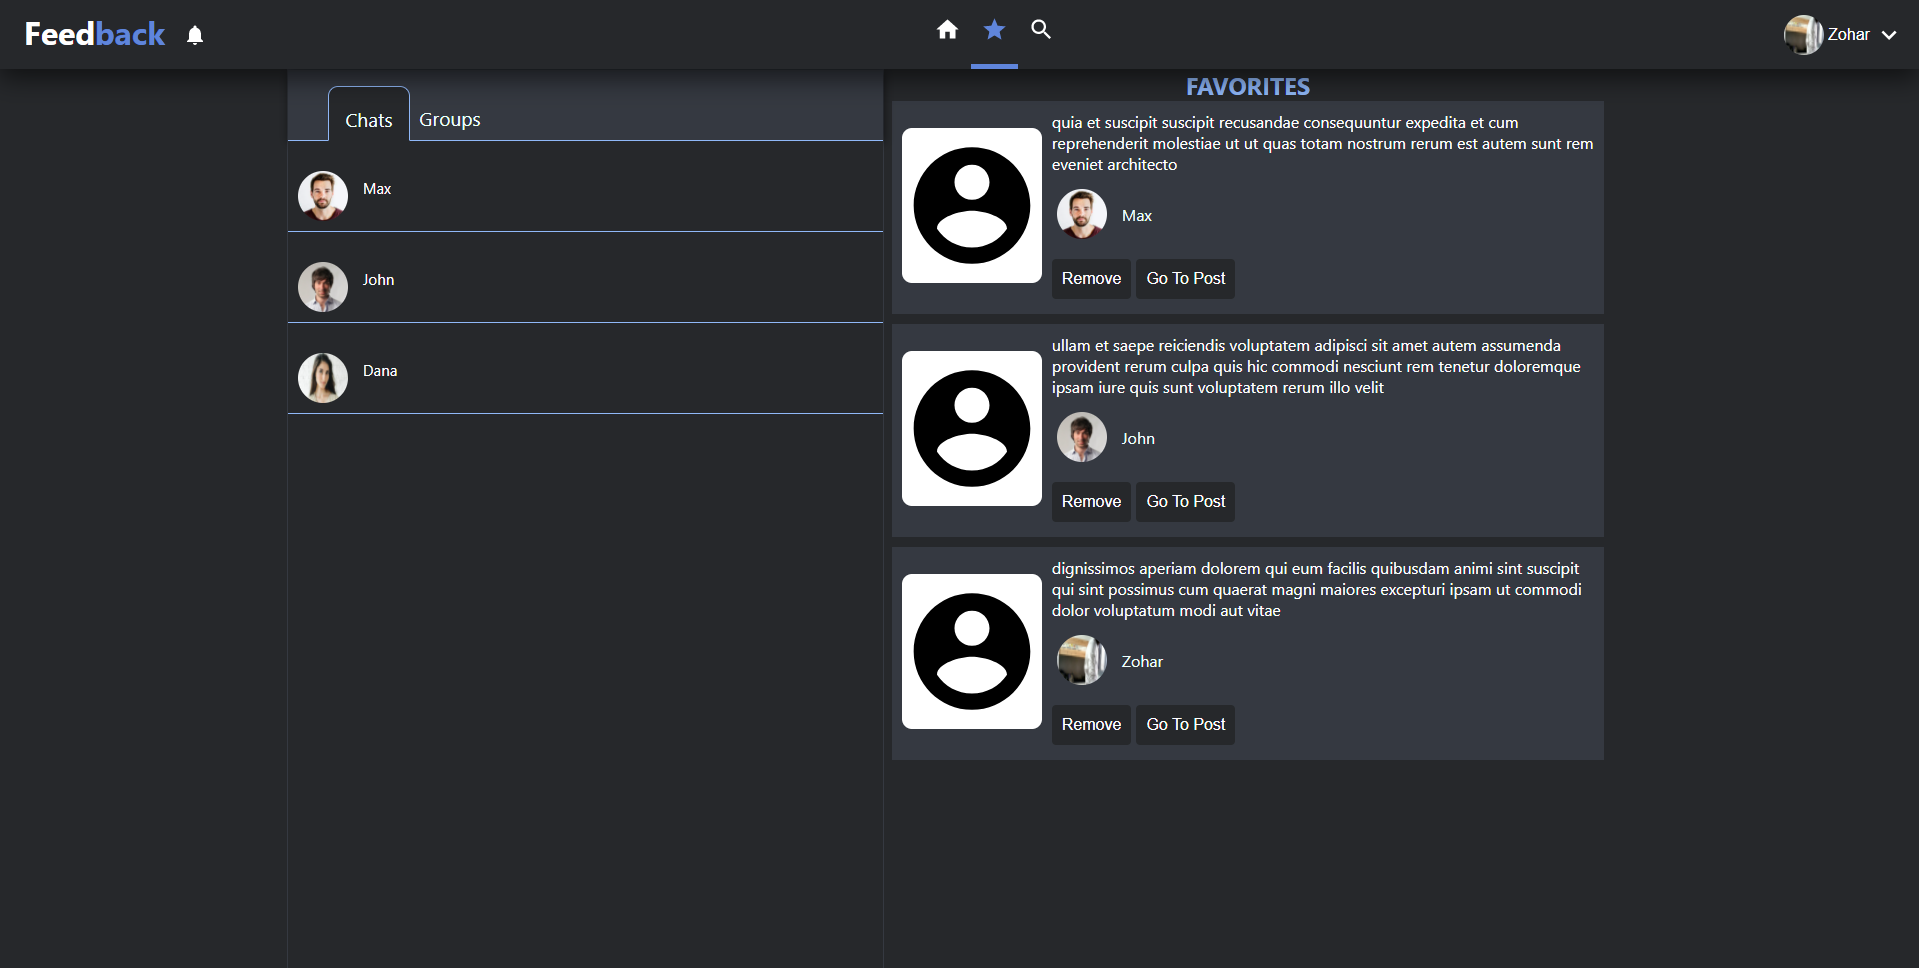 Feedback
Zohar
Chats
Groups
Max
John
Dana
FAVORITES
quia et suscipit suscipit recusandae consequuntur expedita et cum
reprehenderit molestiae ut ut quas totam nostrum rerum est autem sunt rem
eveniet architecto
Max
Remove
Go To Post
ullam et saepe reiciendis voluptatem adipisci sit amet autem assumenda
provident rerum culpa quis hic commodi nesciunt rem tenetur doloremque
ipsam iure quis sunt voluptatem rerum illo velit
John
Remove
Go To Post
dignissimos aperiam dolorem qui eum facilis quibusdam animi sint suscipit
qui sint possimus cum quaerat magni maiores excepturi ipsam ut commodi
dolor voluptatum modi aut vitae
Zohar
Remove
Go To Post